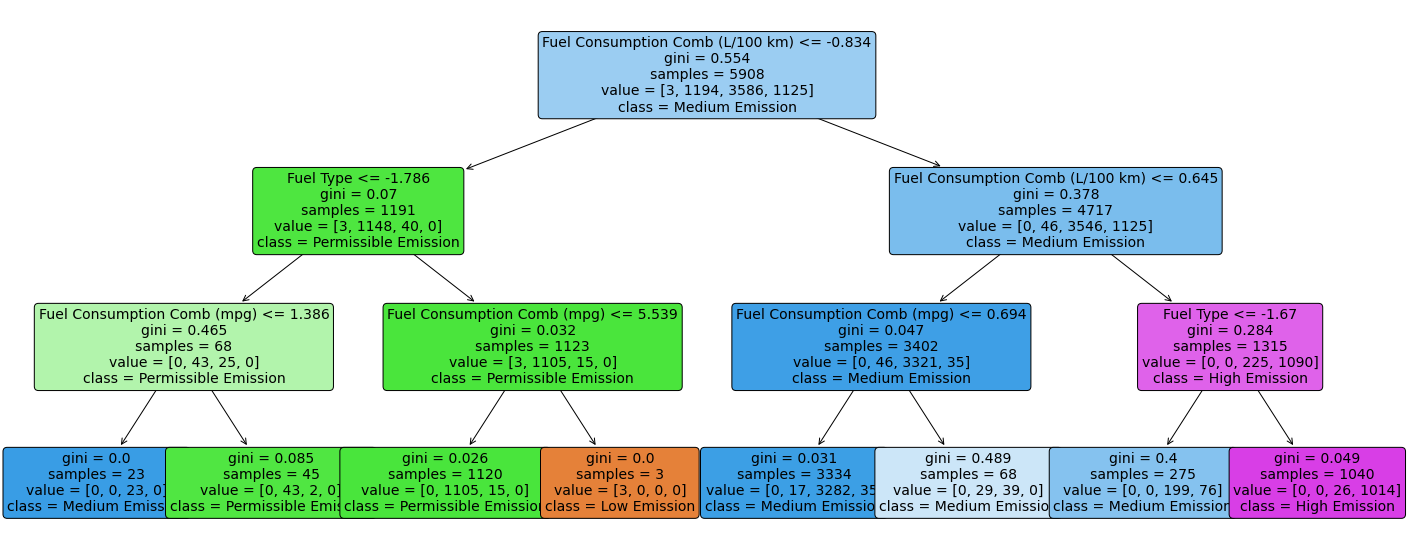 Fuel Consumption Comb (L/100 km) <= -0.834
gini = 0.554
samples = 5908
value = [3, 1194, 3586, 1125]
class = Medium Emission
Fuel Type <= -1.786
gini = 0.07
samples = 1191
value = [3, 1148, 40, 0]
class = Permissible Emission
Fuel Consumption Comb (L/100 km) <= 0.645
gini = 0.378
samples = 4717
value = [0, 46, 3546, 1125]
class = Medium Emission
Fuel Consumption Comb (mpg) <= 1.386
gini = 0.465
samples = 68
value = [0, 43, 25, 0]
class = Permissible Emission
Fuel Consumption Comb (mpg) <= 5.539
gini = 0.032
samples = 1123
value = [3, 1105, 15, 0]
class = Permissible Emission
Fuel Consumption Comb (mpg) <= 0.694
gini = 0.047
samples = 3402
value = [0, 46, 3321, 35]
class = Medium Emission
Fuel Type <= -1.67
gini = 0.284
samples = 1315
value = [0, 0, 225, 1090]
class = High Emission
gini = 0.0
samples = 23
value = [0, 0, 23, 0]
class = Medium Emiss
gini = 0.085
samples = 45
value = [0, 43, 2, 0]
class = Permissible Emis
gini = 0.026
samples = 1120
value = [0, 1105, 15, 0]
class = Permissible Emission
gini = 0.0
samples = 3
value = [3, 0, 0, 0]
class = Low Emission
gini = 0.031
samples = 3334
value = [0, 17, 3282, 35
class = Medium Emissio
gini = 0.489
samples = 68
value = [0, 29, 39, 0]
class = Medium Emissio
gini = 0.4
samples = 275
value = [0, 0, 199, 76]
class = Medium Emission
gini = 0.049
samples = 1040
value = [0, 0, 26, 1014]
class = High Emission